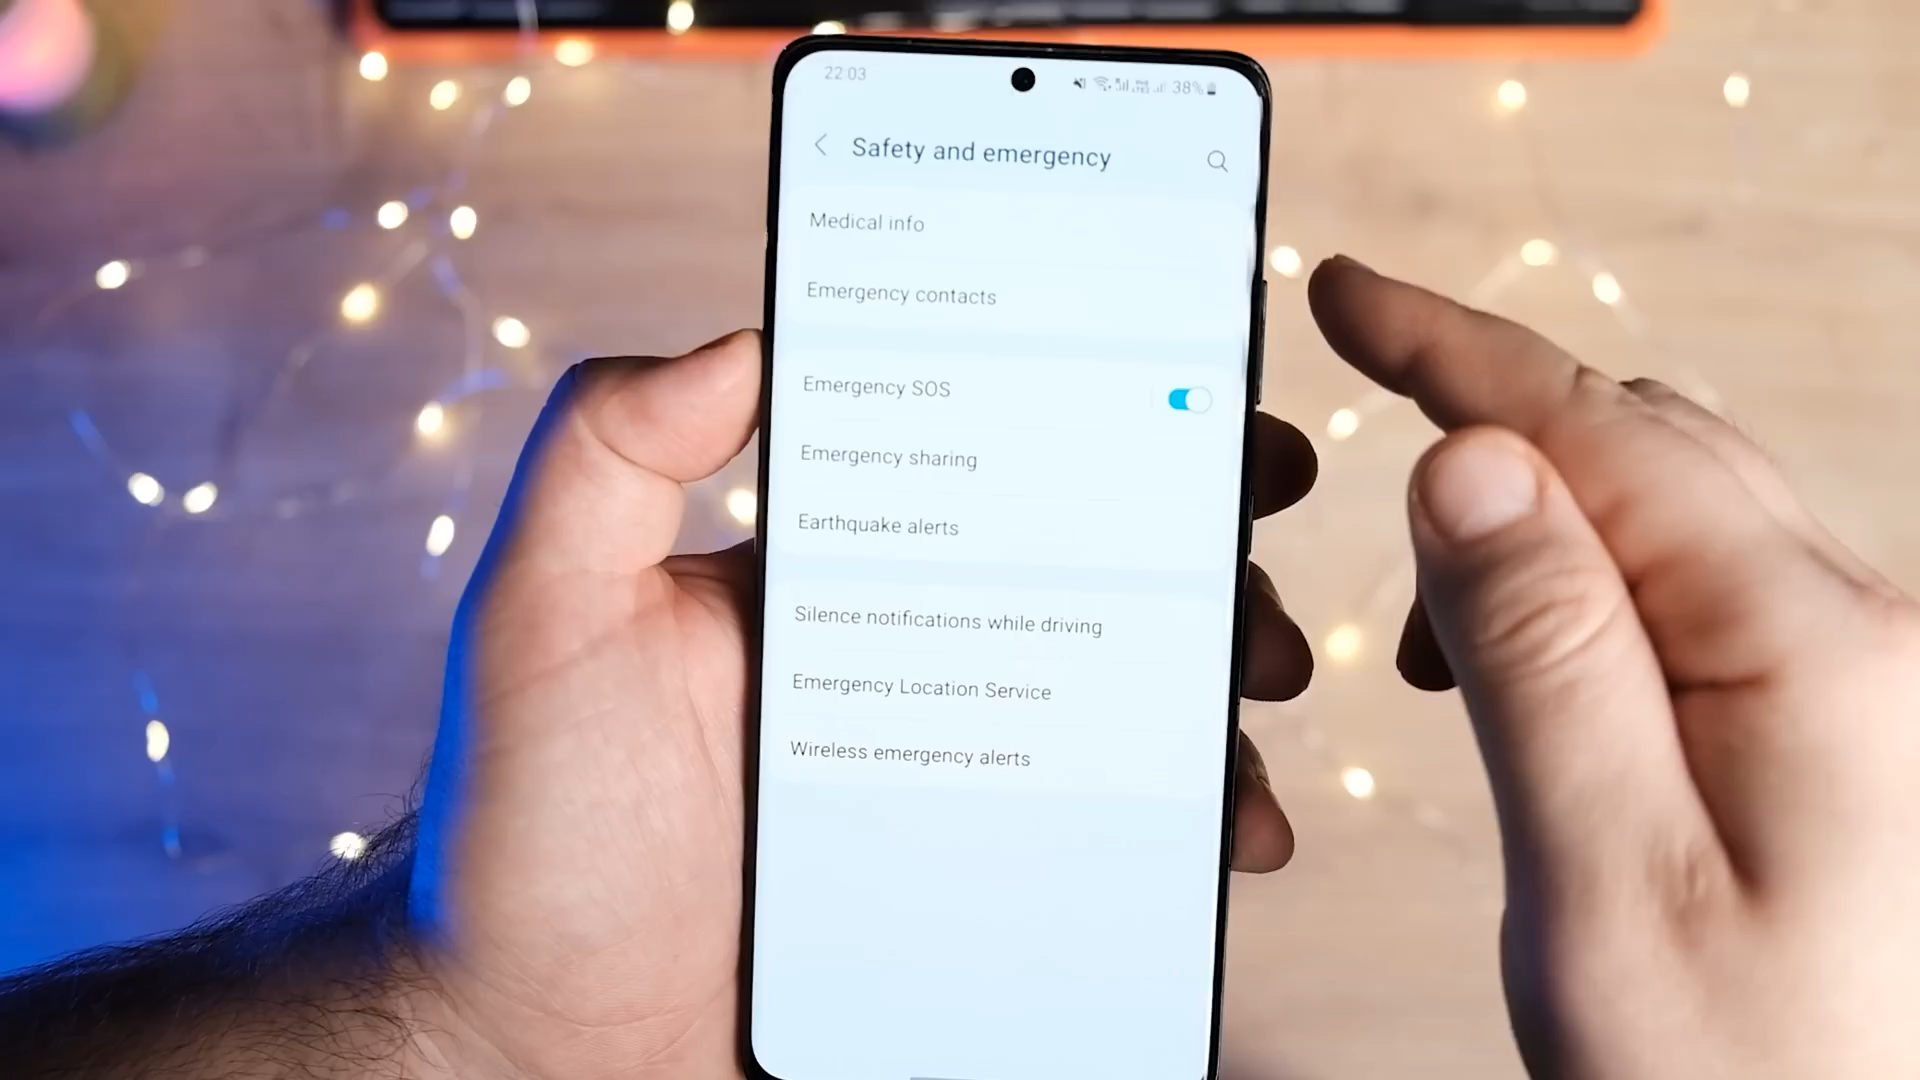 22:03
38%
Safety and emergency
Medical info
Emergency contacts
Emergency SOS
Emergency sharing
Earthquake alerts
Silence notifications while driving
Emergency Location Service
Wireless emergency alerts